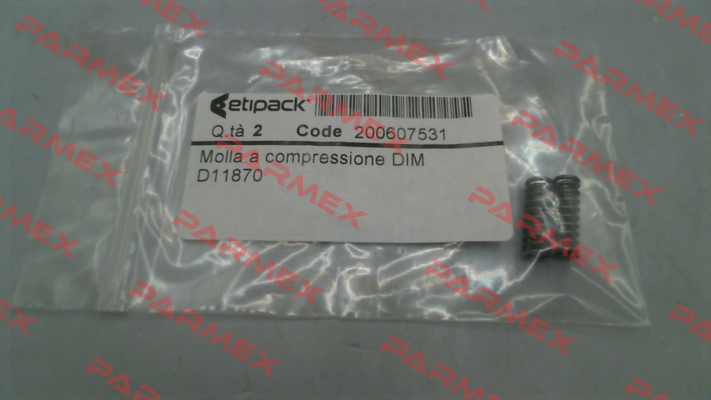 etipack
Q.tà 2 Code 200607531
Molla a compressione DIM
D11870
PARMEX